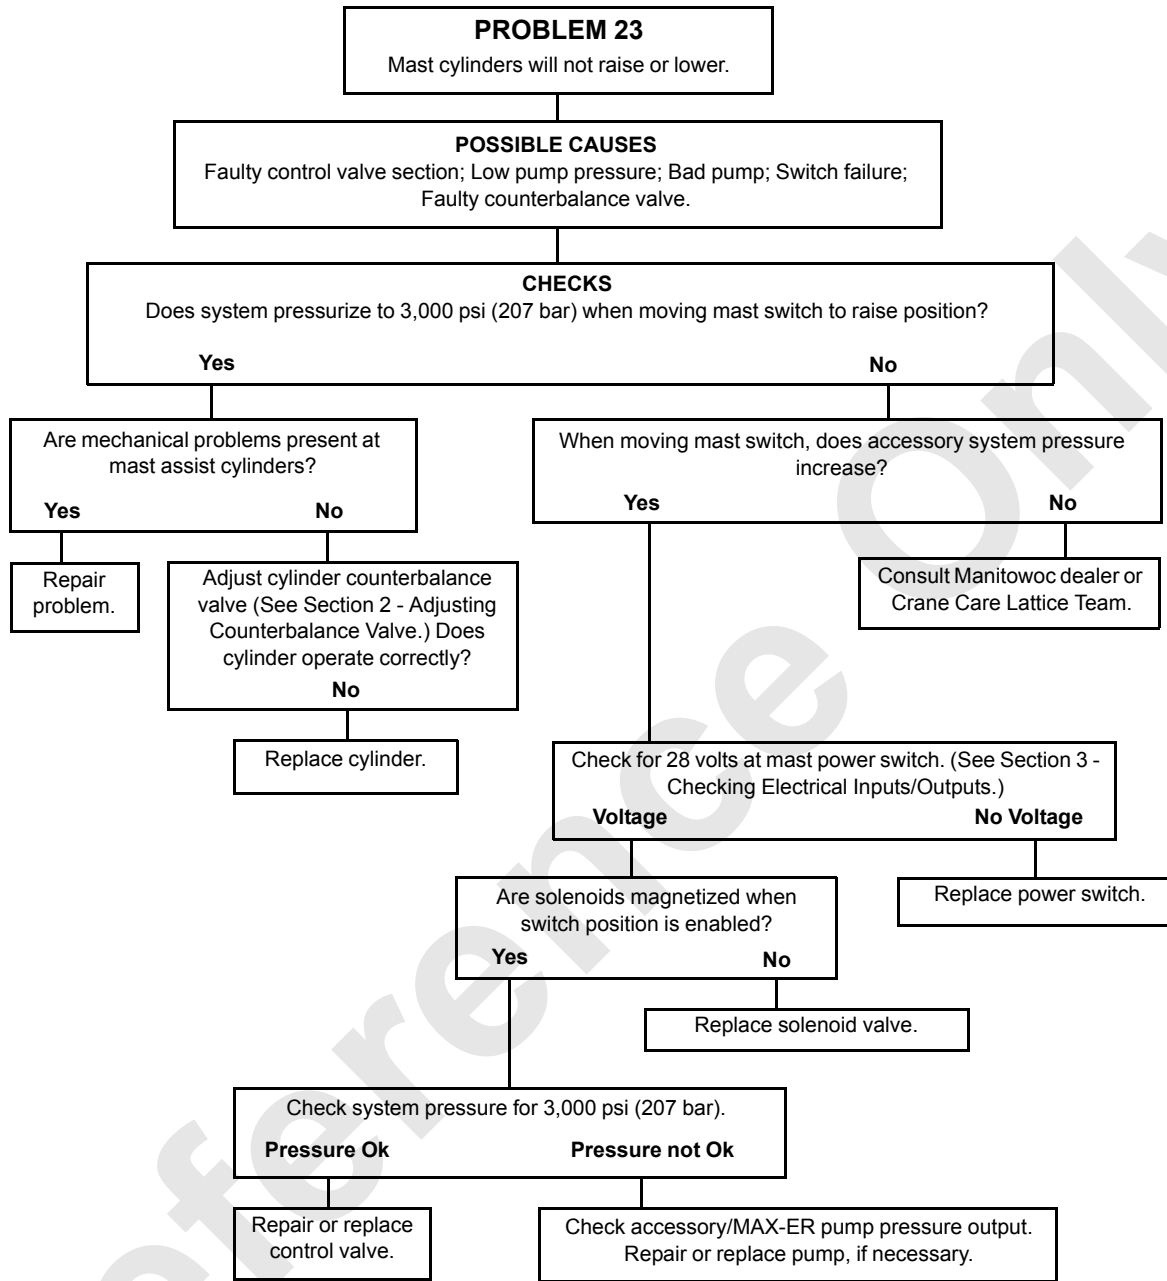 PROBLEM 23
Mast cylinders will not raise or lower.
POSSIBLE CAUSES
Faulty control valve section; Low pump pressure; Bad pump; Switch failure;
Faulty counterbalance valve.
CHECKS
Does system pressurize to 3,000 psi (207 bar) when moving mast switch to raise position?
Yes
No
Are mechanical problems present at
mast assist cylinders?
Yes
No
When moving mast switch, does accessory system pressure
increase?
Yes
No
Repair
problem.
Adjust cylinder counterbalance
valve (See Section 2 - Adjusting
Counterbalance Valve.) Does
cylinder operate correctly?
No
Consult Manitowoc dealer or
Crane Care Lattice Team.
Replace cylinder.
Check for 28 volts at mast power switch. (See Section 3 -
Checking Electrical Inputs/Outputs.)
Voltage
No Voltage
Are solenoids magnetized when
switch position is enabled?
Yes
No
Replace power switch.
Replace solenoid valve.
Check system pressure for 3,000 psi (207 bar).
Pressure Ok
Pressure not Ok
Repair or replace
control valve.
Check accessory/MAX-ER pump pressure output.
Repair or replace pump, if necessary.
eference Only